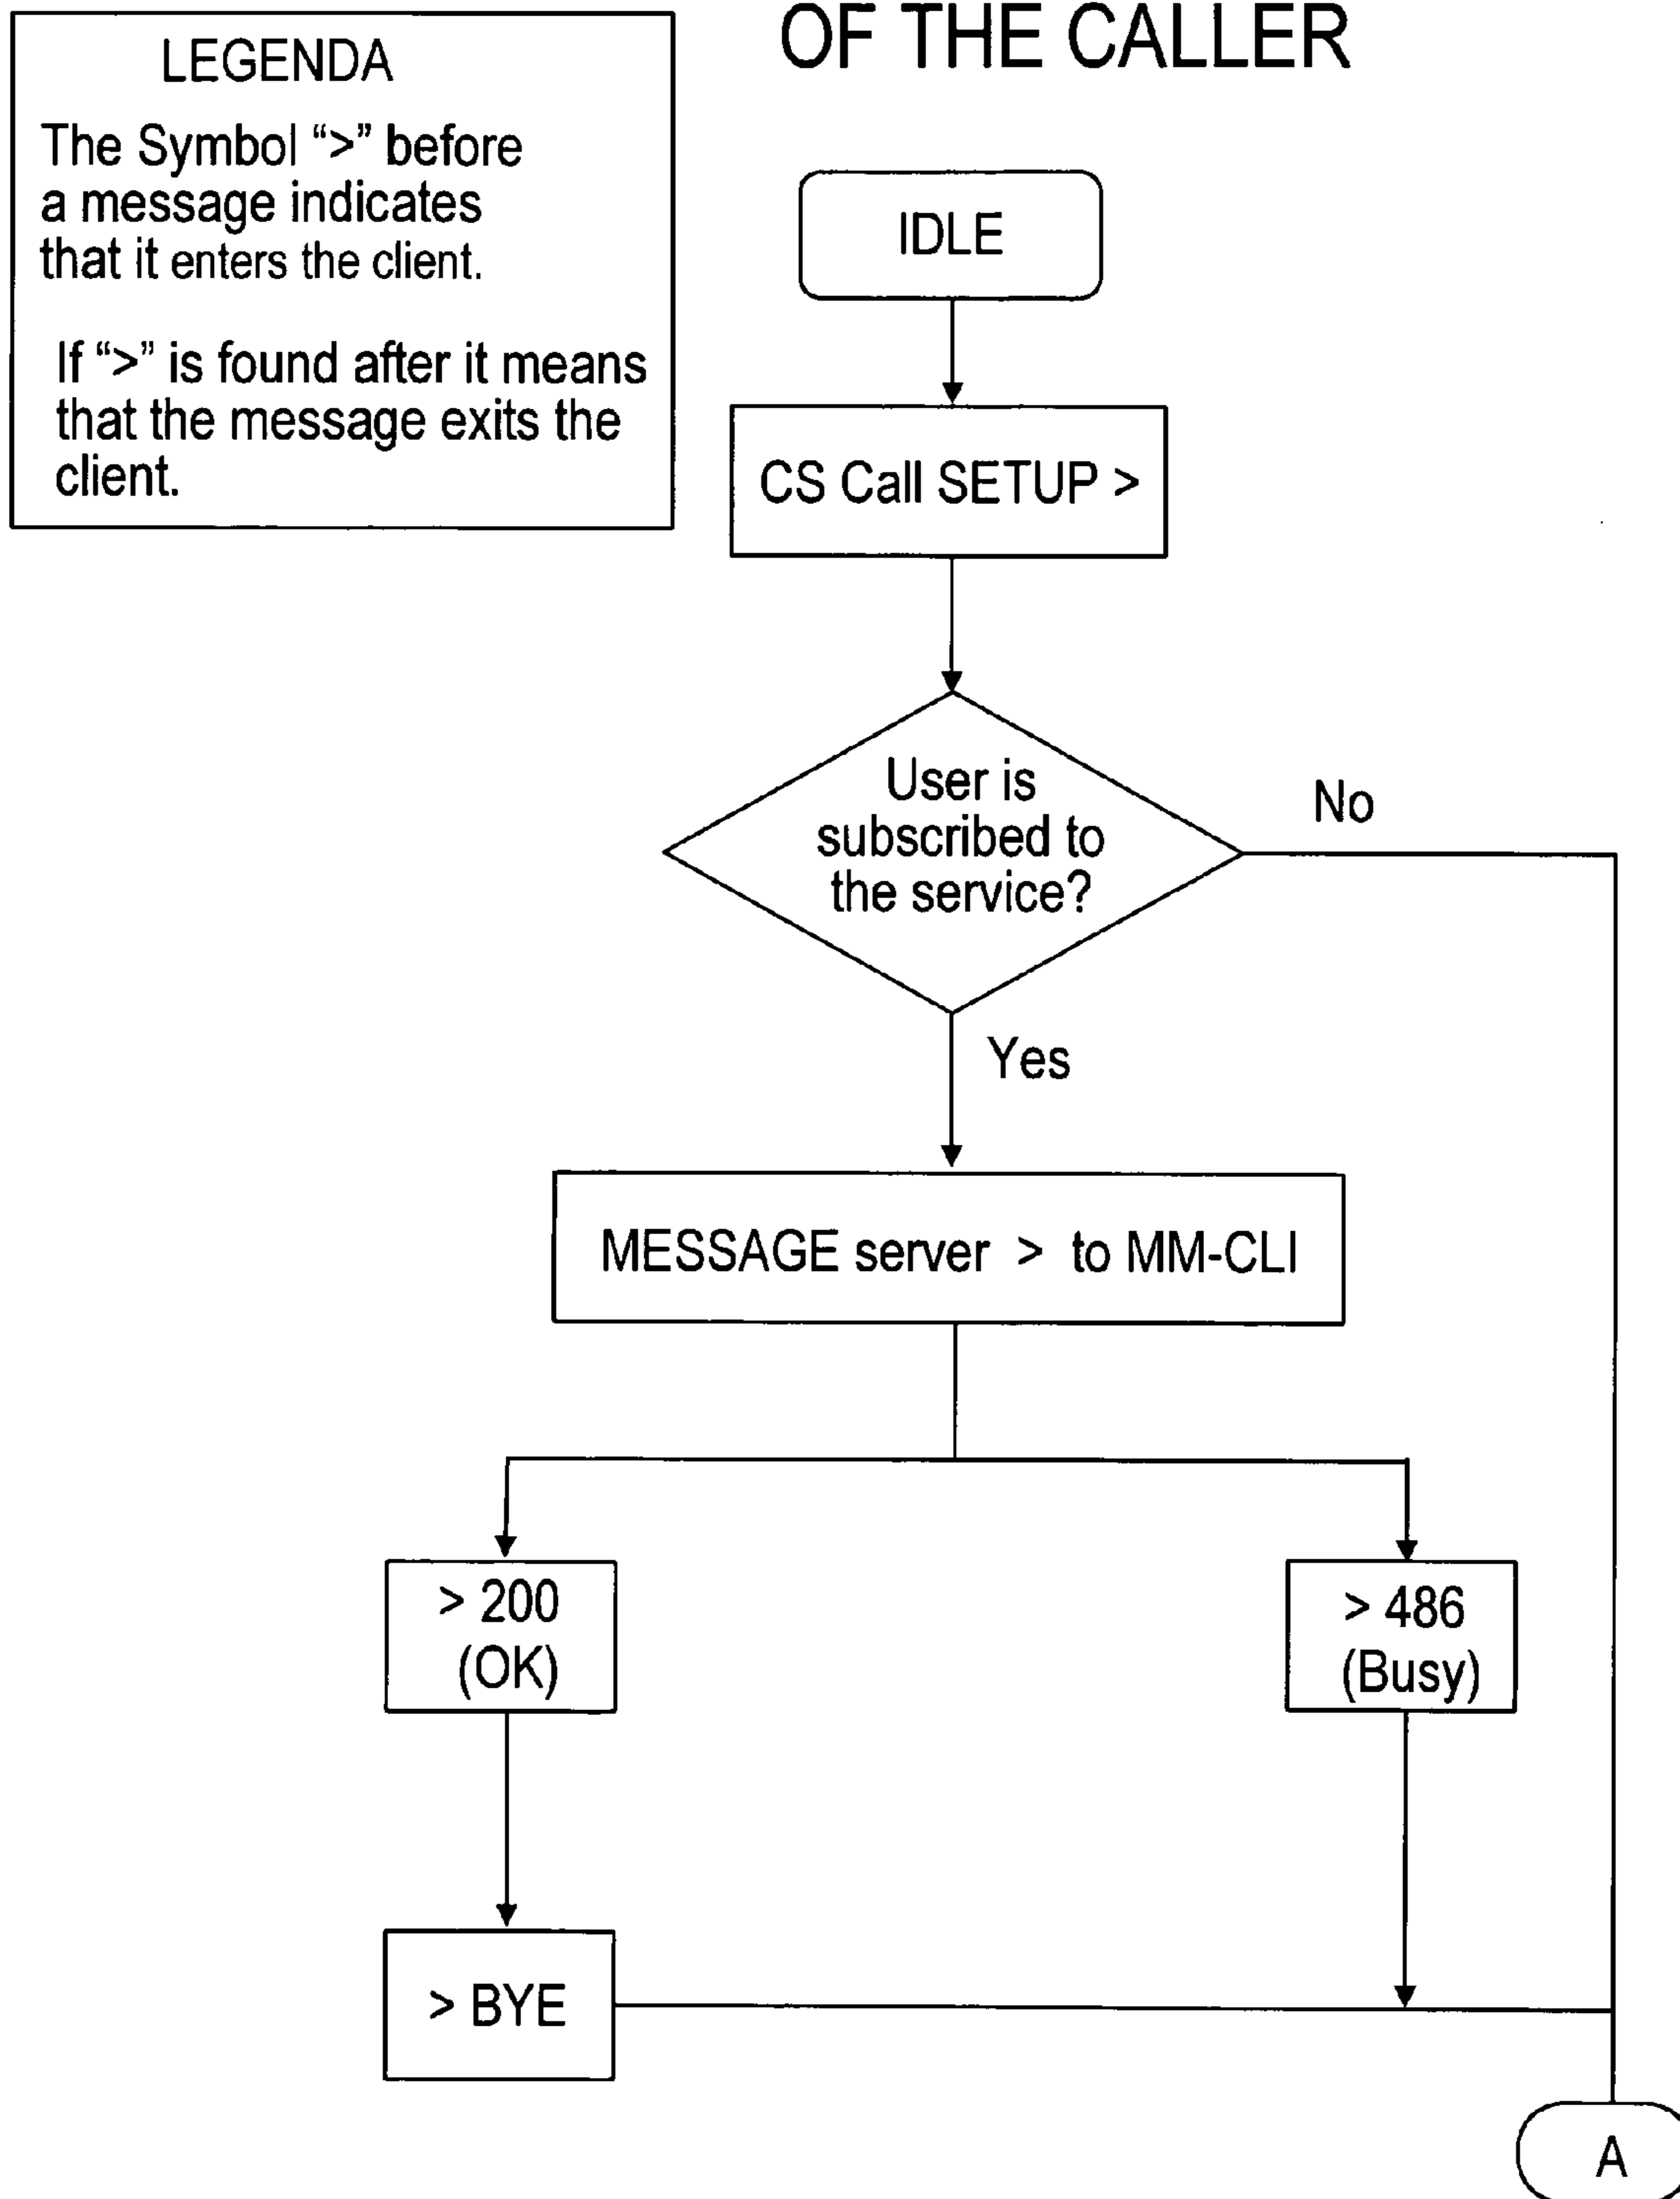 OF THE CALLER
LEGENDA
The Symbol “>” before
a message indicates
that it enters the client.
If “>” is found after it means
that the message exits the
client.
IDLE
CS Call SETUP >
User is
subscribed to
the service?
No
Yes
MESSAGE server > to MM-CLI
> 200
(OK)
> 486
(Busy)
> BYE
A